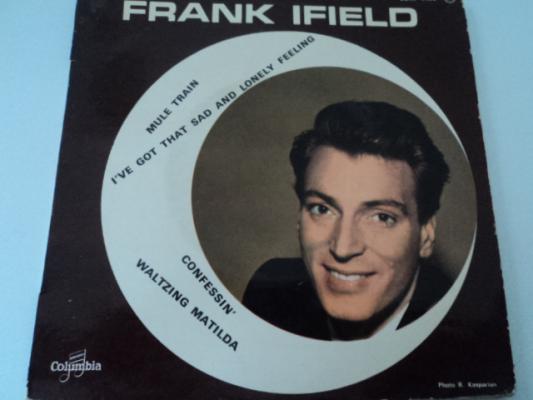 FRANK IFIELD
MULE TRAIN
I'VE GOT THAT SAD AND LONELY FEELING
CONFESSIN'
WALTZING MATILDA
Columbia
Photo R. Kasparian